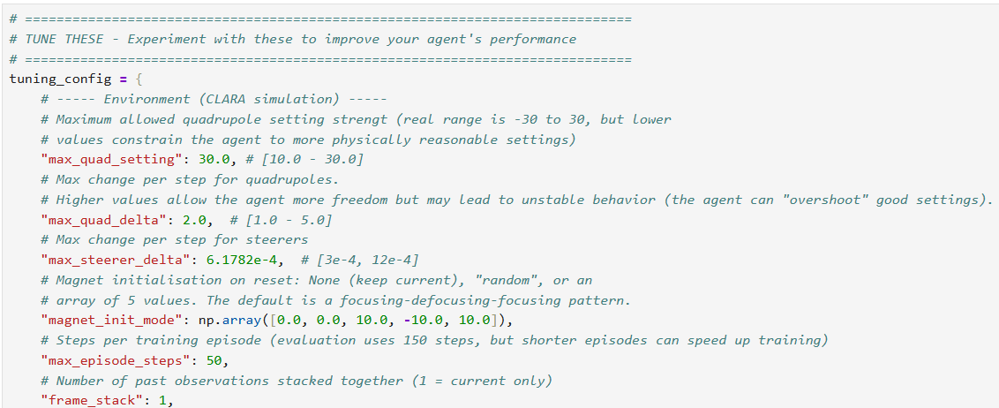 # =============================================================================
# TUNE THESE - Experiment with these to improve your agent's performance
# =============================================================================
tuning_config = {
    # ----- Environment (CLARA simulation) -----
    # Maximum allowed quadrupole setting strengt (real range is -30 to 30, but lower
    # values constrain the agent to more physically reasonable settings)
    "max_quad_setting": 30.0, # [10.0 - 30.0]
    # Max change per step for quadrupoles.
    # Higher values allow the agent more freedom but may lead to unstable behavior (the agent can "overshoot" good settings).
    "max_quad_delta": 2.0,  # [1.0 - 5.0]
    # Max change per step for steerers
    "max_steerer_delta": 6.1782e-4,  # [3e-4, 12e-4]
    # Magnet initialisation on reset: None (keep current), "random", or an
    # array of 5 values. The default is a focusing-defocusing-focusing pattern.
    "magnet_init_mode": np.array([0.0, 0.0, 10.0, -10.0, 10.0]),
    # Steps per training episode (evaluation uses 150 steps, but shorter episodes can speed up training)
    "max_episode_steps": 50,
    # Number of past observations stacked together (1 = current only)
    "frame_stack": 1,